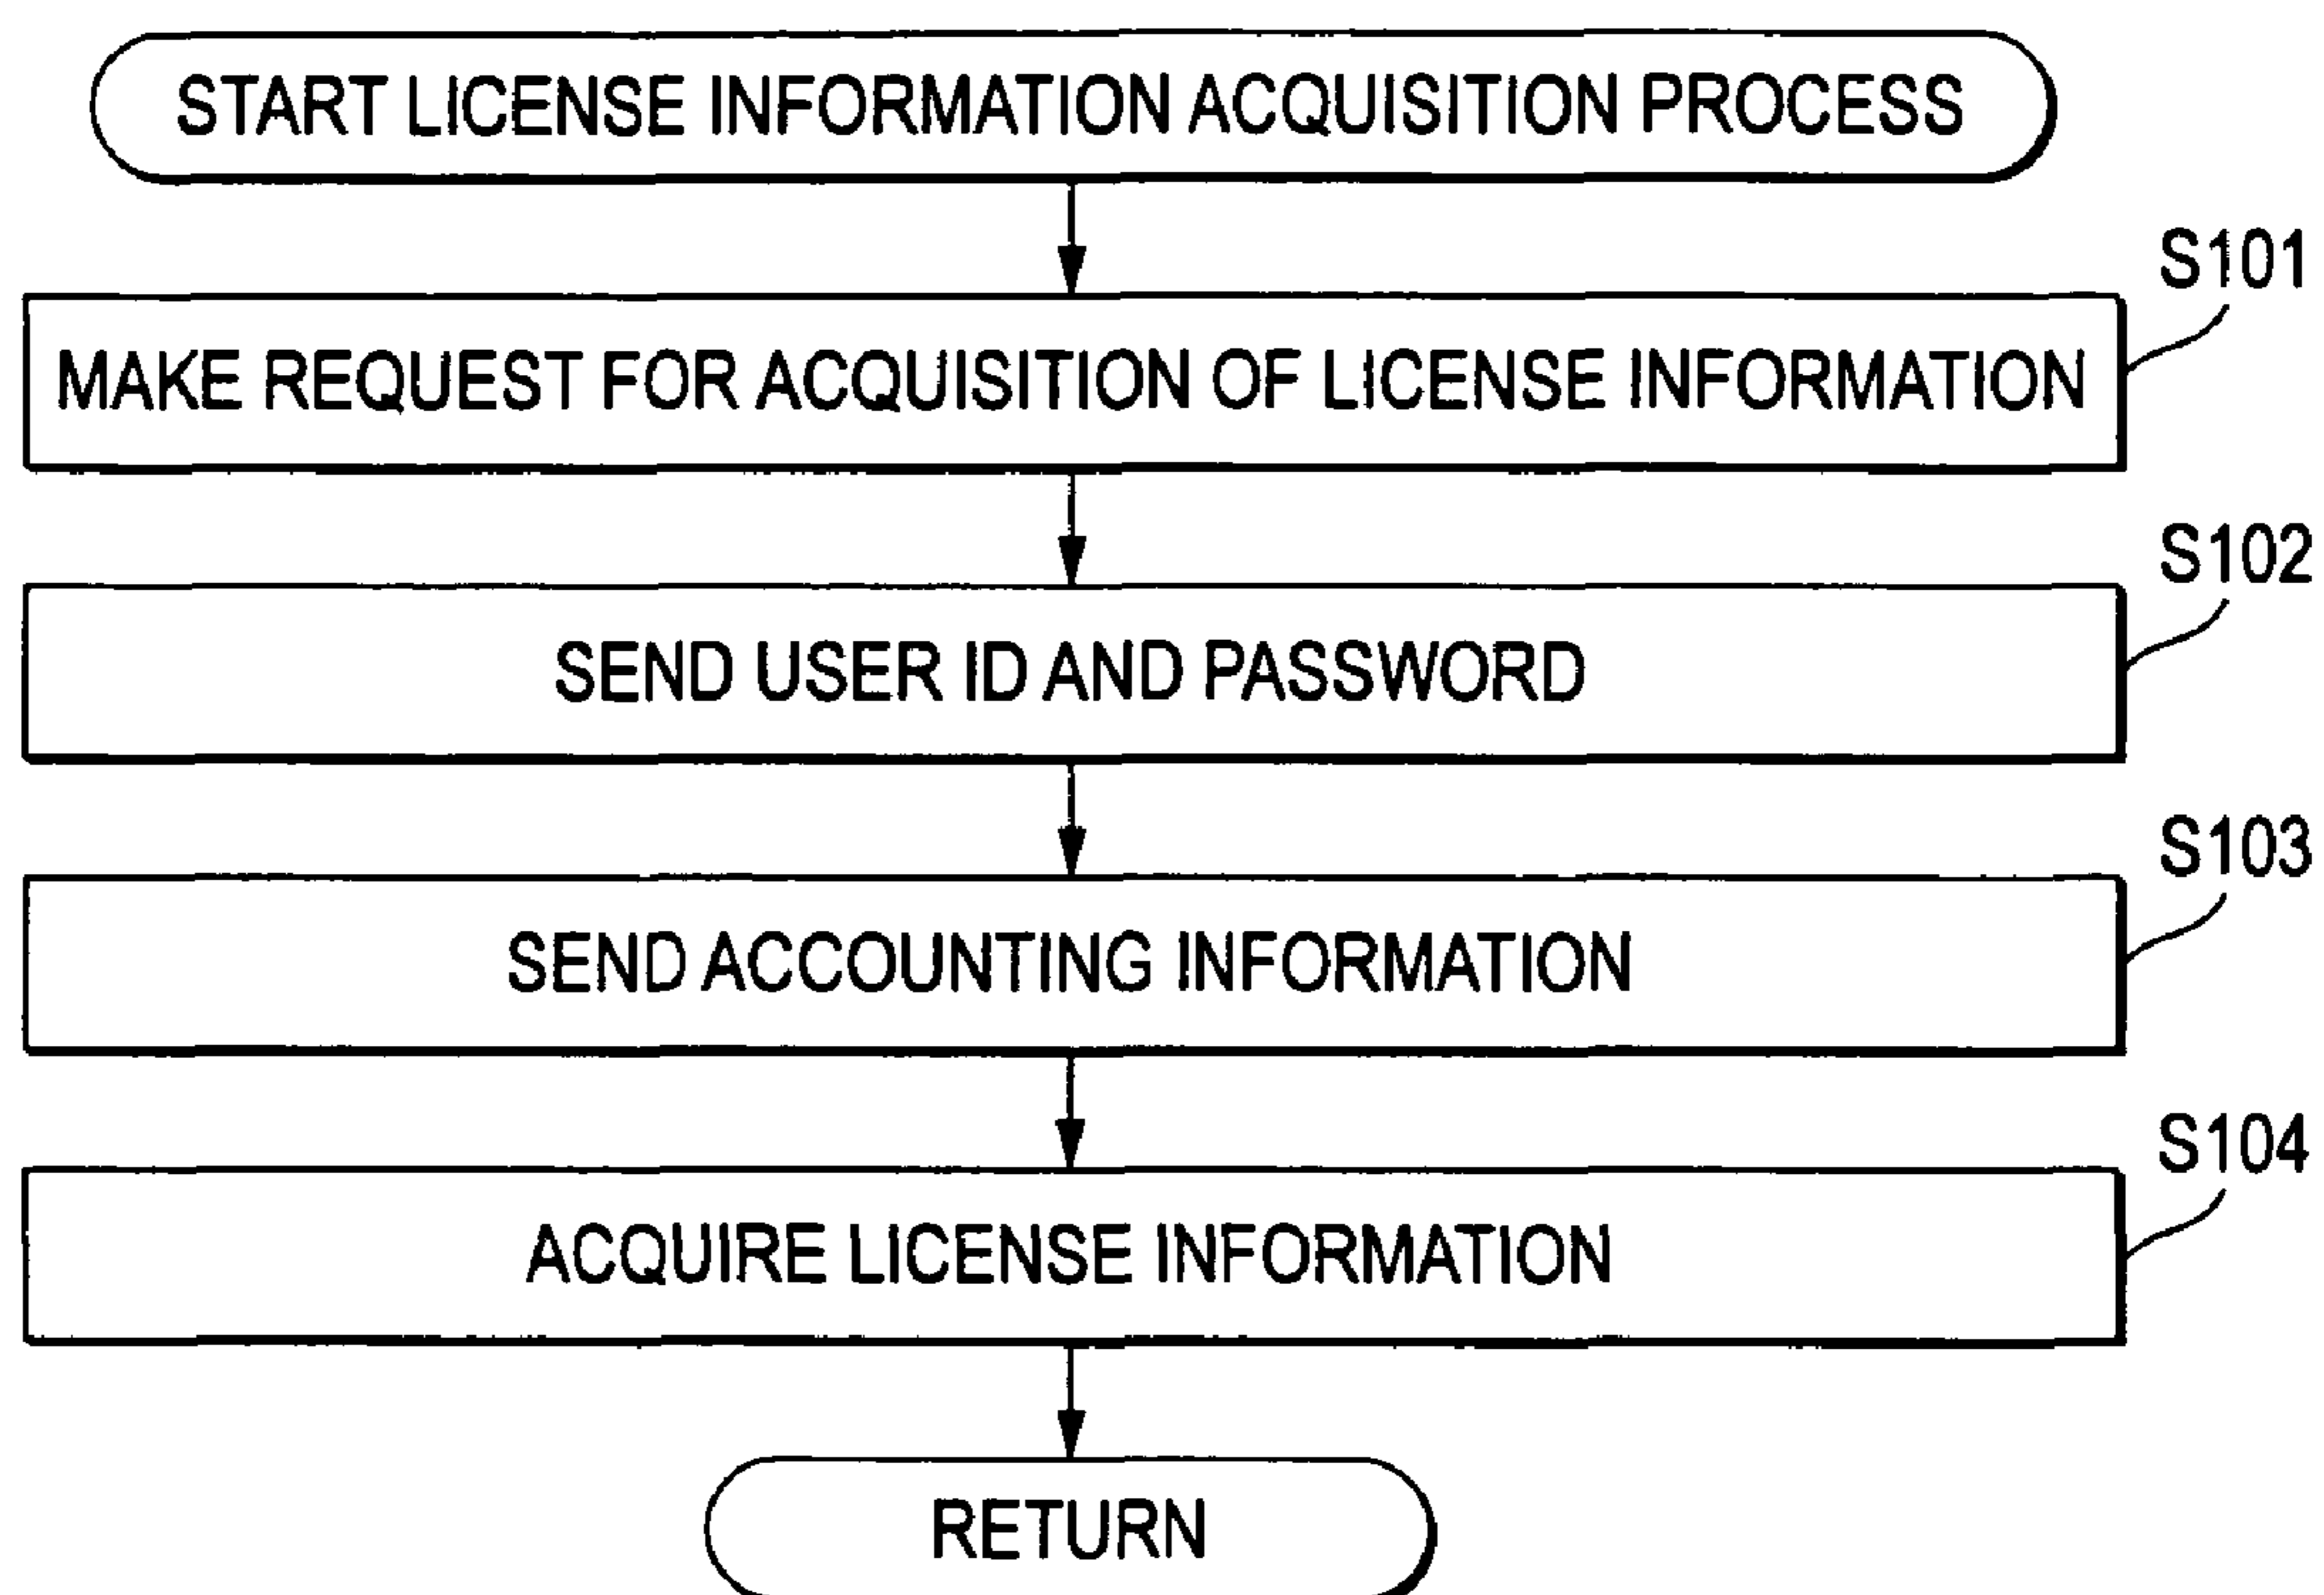 START LICENSE INFORMATION ACQUISITION PROCESS
S101
MAKE REQUEST FOR ACQUISITION OF LICENSE INFORMATION
S102
SEND USER ID AND PASSWORD
S103
SEND ACCOUNTING INFORMATION
S104
ACQUIRE LICENSE INFORMATION
RETURN